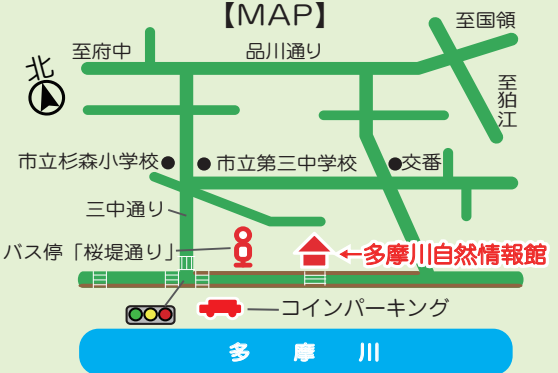 【MAP】
至国領
至府中
品川通り
北
至狛江
市立杉森小学校
市立第三中学校
交番
三中通り
バス停「桜堤通り」
←多摩川自然情報館
コインパーキング
多摩川